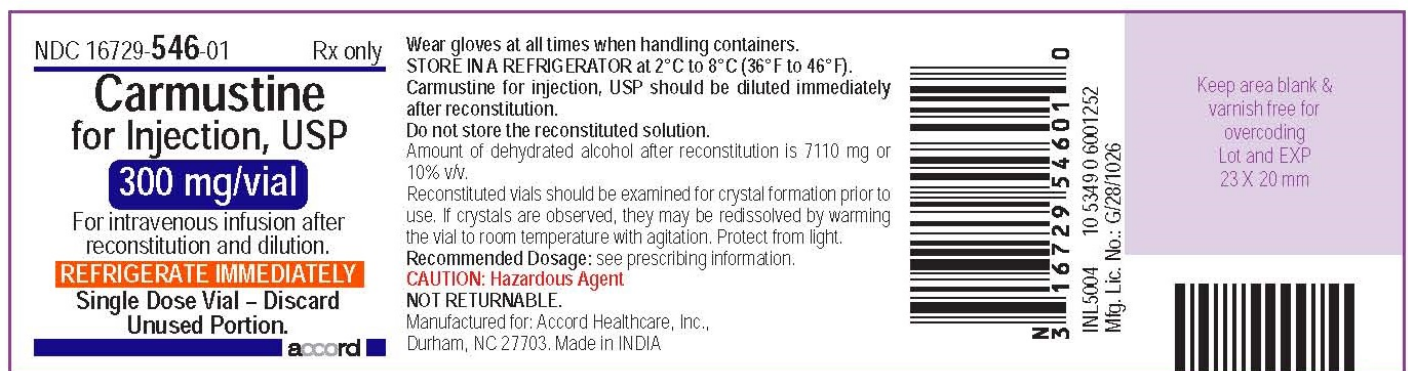 NDC 16729-546-01 Rx only
Carmustine
for Injection, USP
300 mg/vial
For intravenous infusion after
reconstitution and dilution.
REFRIGERATE IMMEDIATELY
Single Dose Vial – Discard
Unused Portion.
accord
Wear gloves at all times when handling containers.
STORE IN A REFRIGERATOR at 2°C to 8°C (36°F to 46°F).
Carmustine for injection, USP should be diluted immediately
after reconstitution.
Do not store the reconstituted solution.
Amount of dehydrated alcohol after reconstitution is 7110 mg or
10% v/v.
Reconstituted vials should be examined for crystal formation prior to
use. If crystals are observed, they may be redissolved by warming
the vial to room temperature with agitation. Protect from light.
Recommended Dosage: see prescribing information.
CAUTION: Hazardous Agent
NOT RETURNABLE.
Manufactured for: Accord Healthcare, Inc.,
Durham, NC 27703. Made in INDIA
N
3 16729 54601 0
INL5004 10 5349 0 6001252
Mfg. Lic. No.: G/28/1026
Keep area blank &
varnish free for
overcoding
Lot and EXP
23 X 20 mm